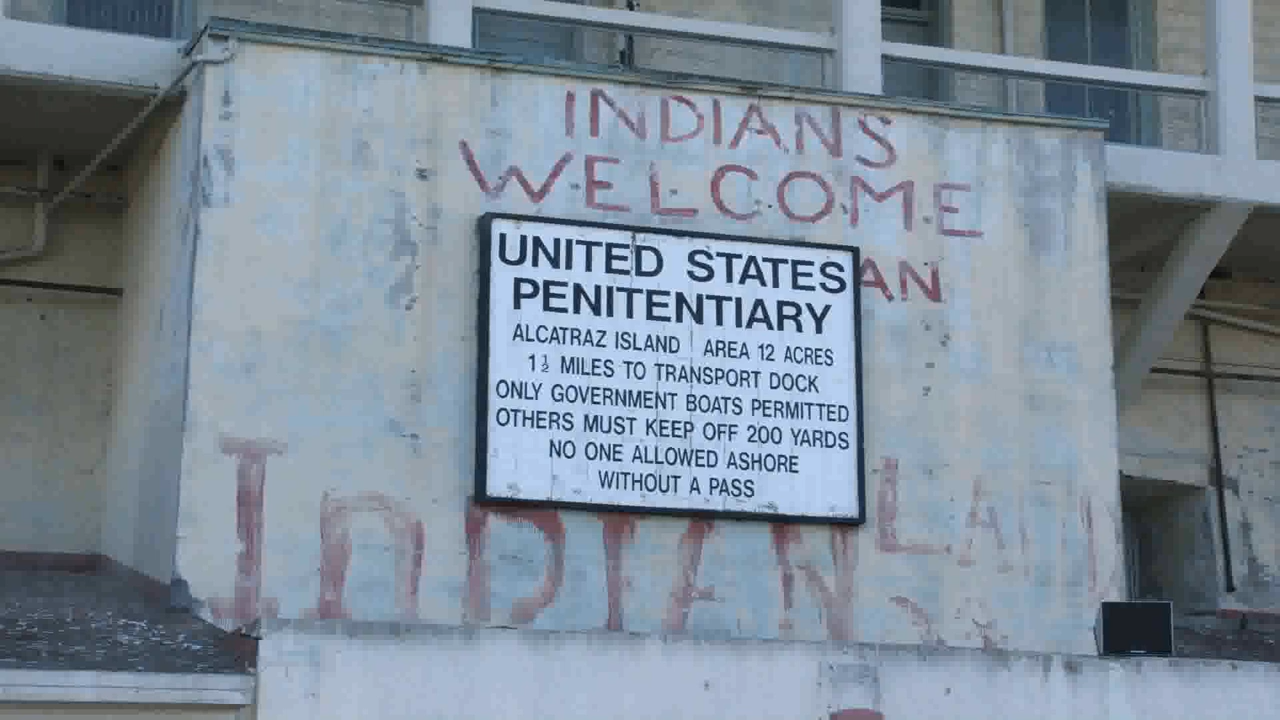 INDIANS
WELCOME
UNITED STATES
PENITENTIARY
ALCATRAZ ISLAND AREA 12 ACRES
1½ MILES TO TRANSPORT DOCK
ONLY GOVERNMENT BOATS PERMITTED
OTHERS MUST KEEP OFF 200 YARDS
NO ONE ALLOWED ASHORE
WITHOUT A PASS
AN
InDIAN LAN